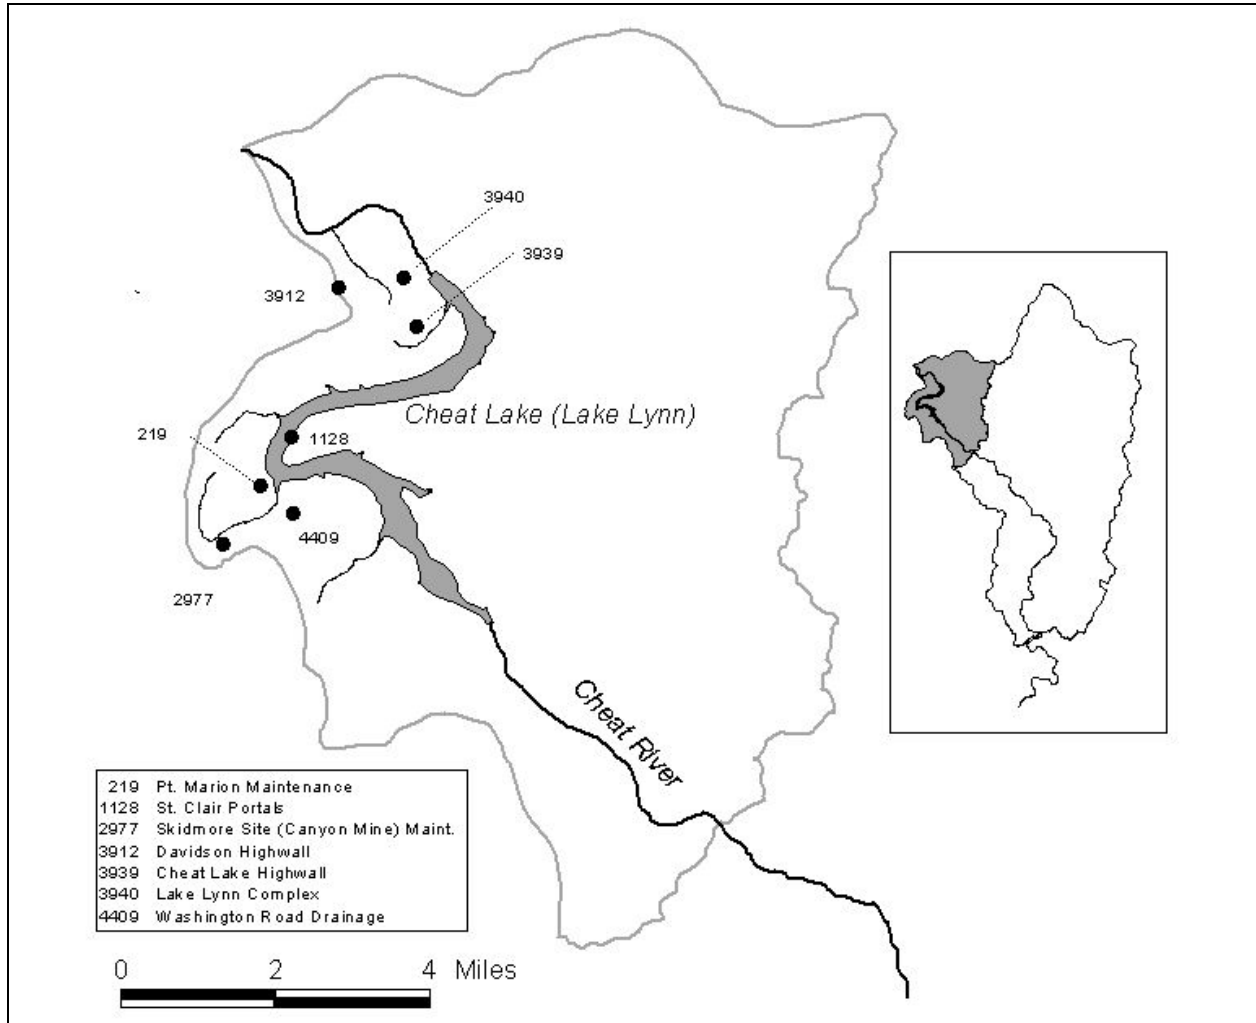 3940
3939
3912
Cheat Lake (Lake Lynn)
219
1128
4409
2977
Cheat River
219 Pt. Marion Maintenance
1128 St. Clair Portals
2977 Skidmore Site (Canyon Mine) Maint.
3912 Davidson Highwall
3939 Cheat Lake Highwall
3940 Lake Lynn Complex
4409 Washington Road Drainage
0 2 4 Miles